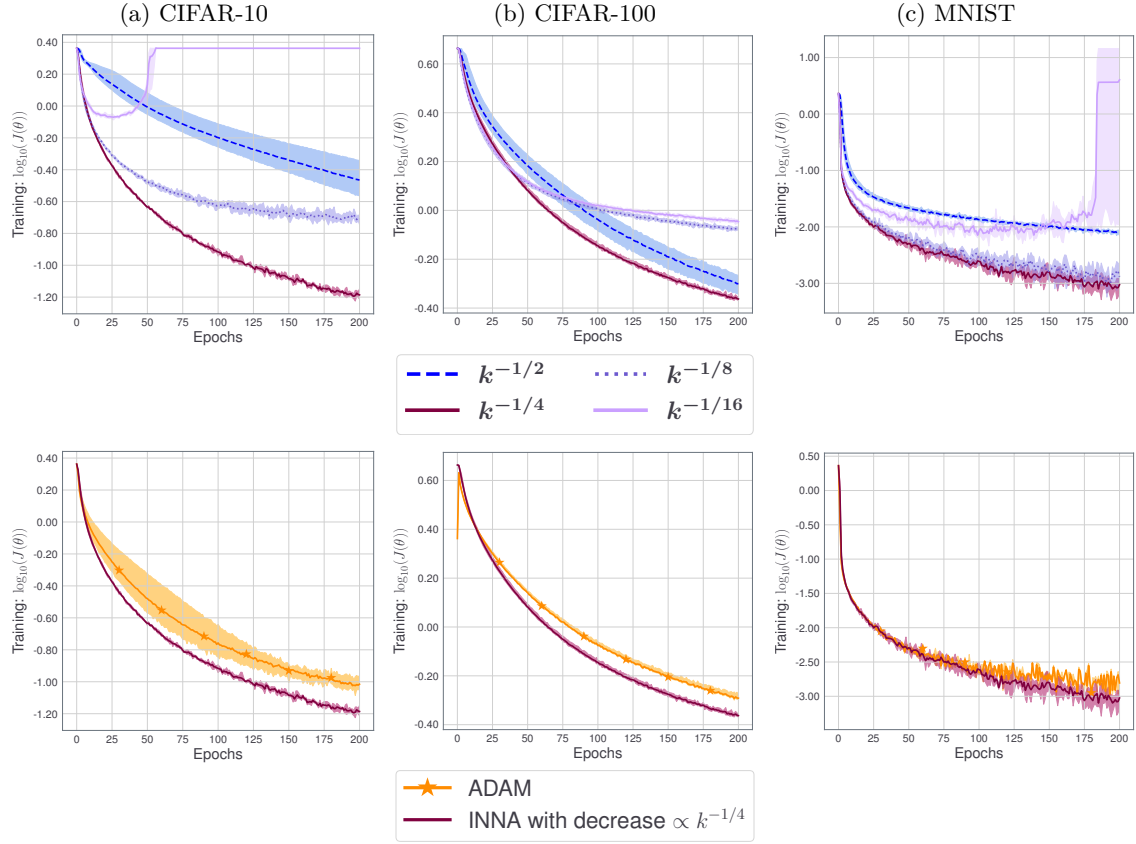 (a) CIFAR-10
(b) CIFAR-100
(c) MNIST
Training: log₁₀(J(θ))
0.40
0.20
0.00
-0.20
-0.40
-0.60
-0.80
-1.00
-1.20
0 25 50 75 100 125 150 175 200
Epochs
Training: log₁₀(J(θ))
0.60
0.40
0.20
0.00
-0.20
-0.40
0 25 50 75 100 125 150 175 200
Epochs
Training: log₁₀(J(θ))
1.00
0.00
-1.00
-2.00
-3.00
0 25 50 75 100 125 150 175 200
Epochs
k^{-1/2} k^{-1/8}
k^{-1/4} k^{-1/16}
Training: log₁₀(J(θ))
0.40
0.20
0.00
-0.20
-0.40
-0.60
-0.80
-1.00
-1.20
0 25 50 75 100 125 150 175 200
Epochs
Training: log₁₀(J(θ))
0.60
0.40
0.20
0.00
-0.20
-0.40
0 25 50 75 100 125 150 175 200
Epochs
Training: log₁₀(J(θ))
0.50
0.00
-0.50
-1.00
-1.50
-2.00
-2.50
-3.00
0 25 50 75 100 125 150 175 200
Epochs
ADAM
INNA with decrease ∝ k^{-1/4}